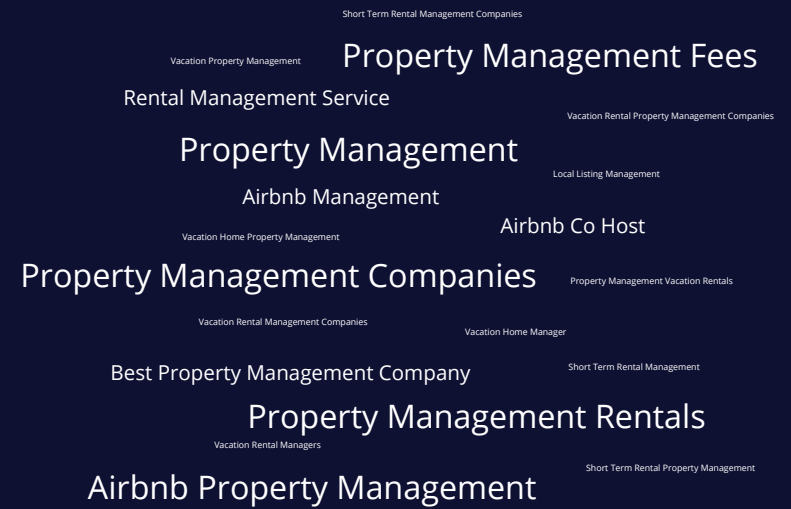 Short Term Rental Management Companies
Property Management Fees
Vacation Property Management
Rental Management Service
Vacation Rental Property Management Companies
Property Management
Local Listing Management
Airbnb Management
Airbnb Co Host
Vacation Home Property Management
Property Management Companies
Property Management Vacation Rentals
Vacation Rental Management Companies
Vacation Home Manager
Short Term Rental Management
Best Property Management Company
Property Management Rentals
Vacation Rental Managers
Short Term Rental Property Management
Airbnb Property Management